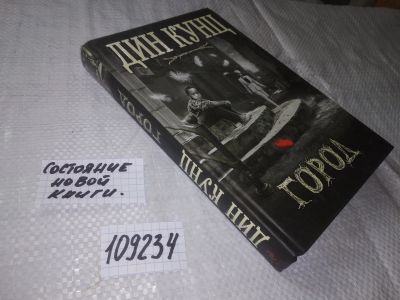 ДИН КУНЦ
ГОРОД
ДИН КУНЦ
ГОРОД
СОСТОЯНИЕ
НОВОЙ
КНИГИ.
109234